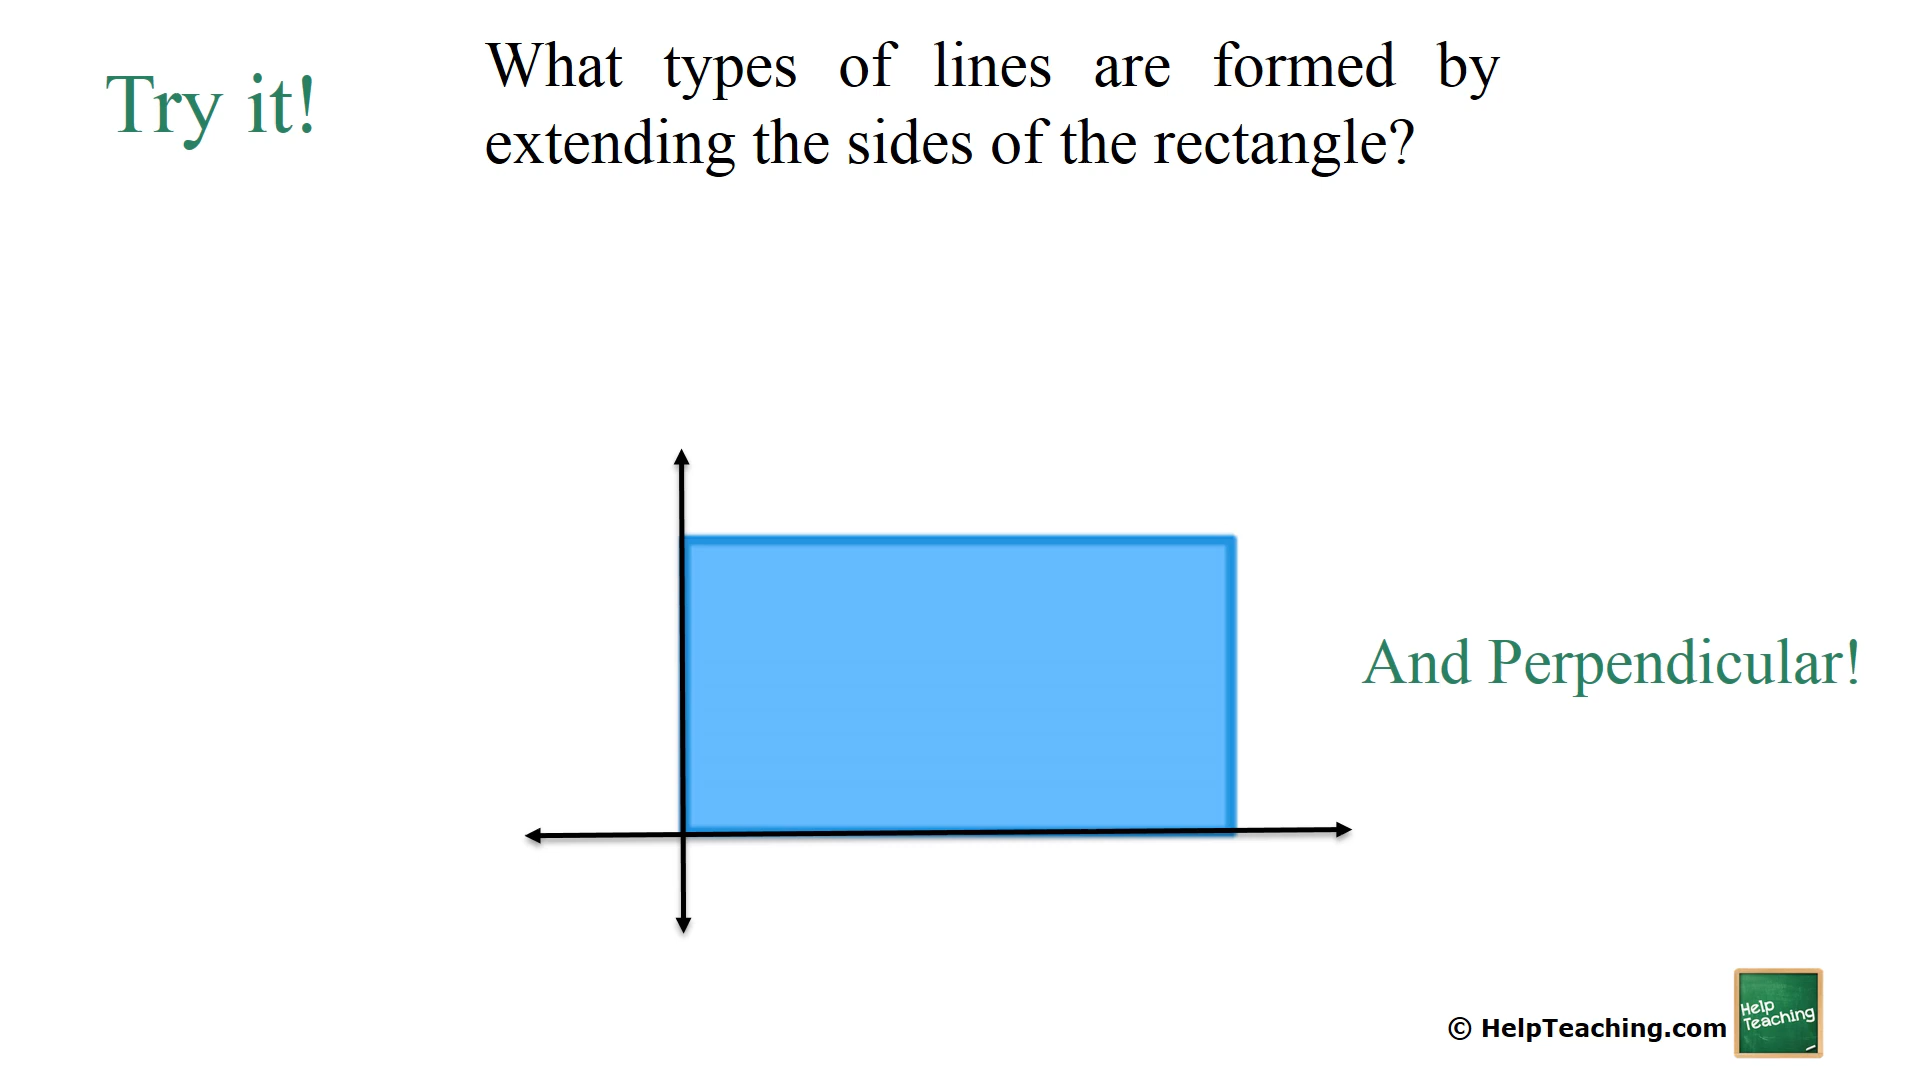 Try it!
What types of lines are formed by
extending the sides of the rectangle?
And Perpendicular!
© HelpTeaching.com
Help
Teaching